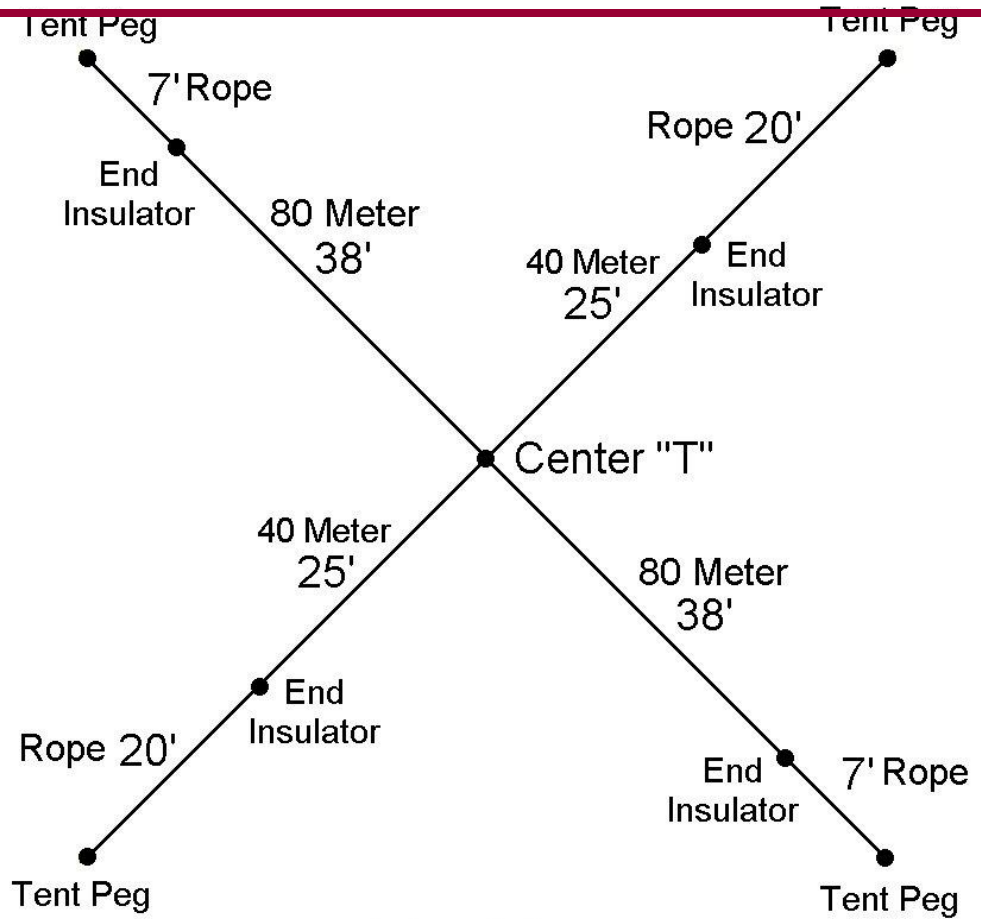 Tent Peg
Tent Peg
7' Rope
Rope 20'
End
Insulator
80 Meter
38'
40 Meter
25'
End
Insulator
Center "T"
40 Meter
25'
80 Meter
38'
End
Insulator
Rope 20'
End
Insulator
7' Rope
Tent Peg
Tent Peg